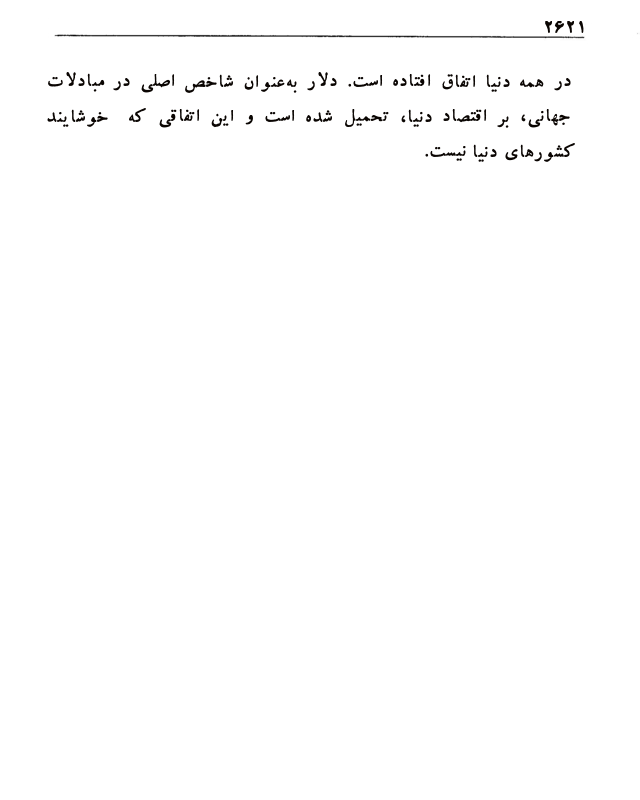 ۲۶۲۱
در همه دنیا اتفاق افتاده است. دلار به‌عنوان شاخص اصلی در مبادلات
جهانی، بر اقتصاد دنیا، تحمیل شده است و این اتفاقی که خوشایند
کشورهای دنیا نیست.